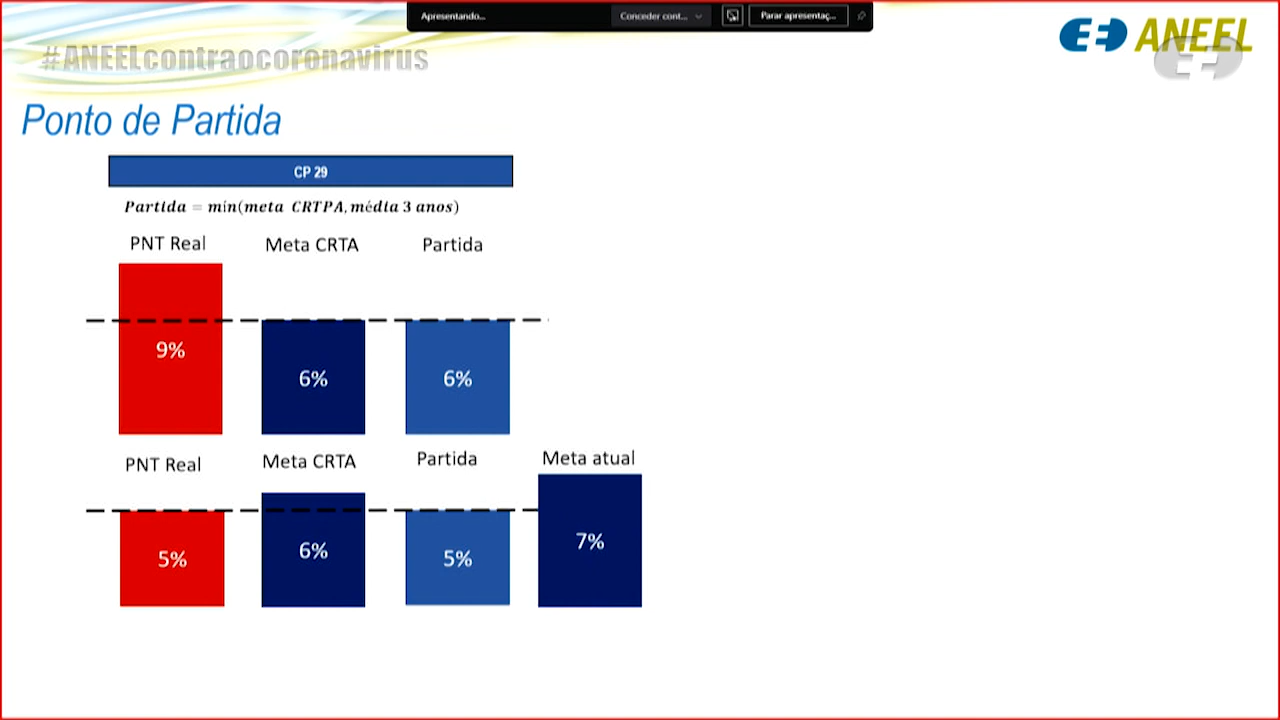 Apresentando...
Conceder cont...
Parar apresentaç...
ANEEL
#ANEELcontraocoronavirus
Ponto de Partida
CP 29
Partida = mín(meta CRTPA, média 3 anos)
PNT Real
Meta CRTA
Partida
9%
6%
6%
PNT Real
Meta CRTA
Partida
Meta atual
5%
6%
5%
7%